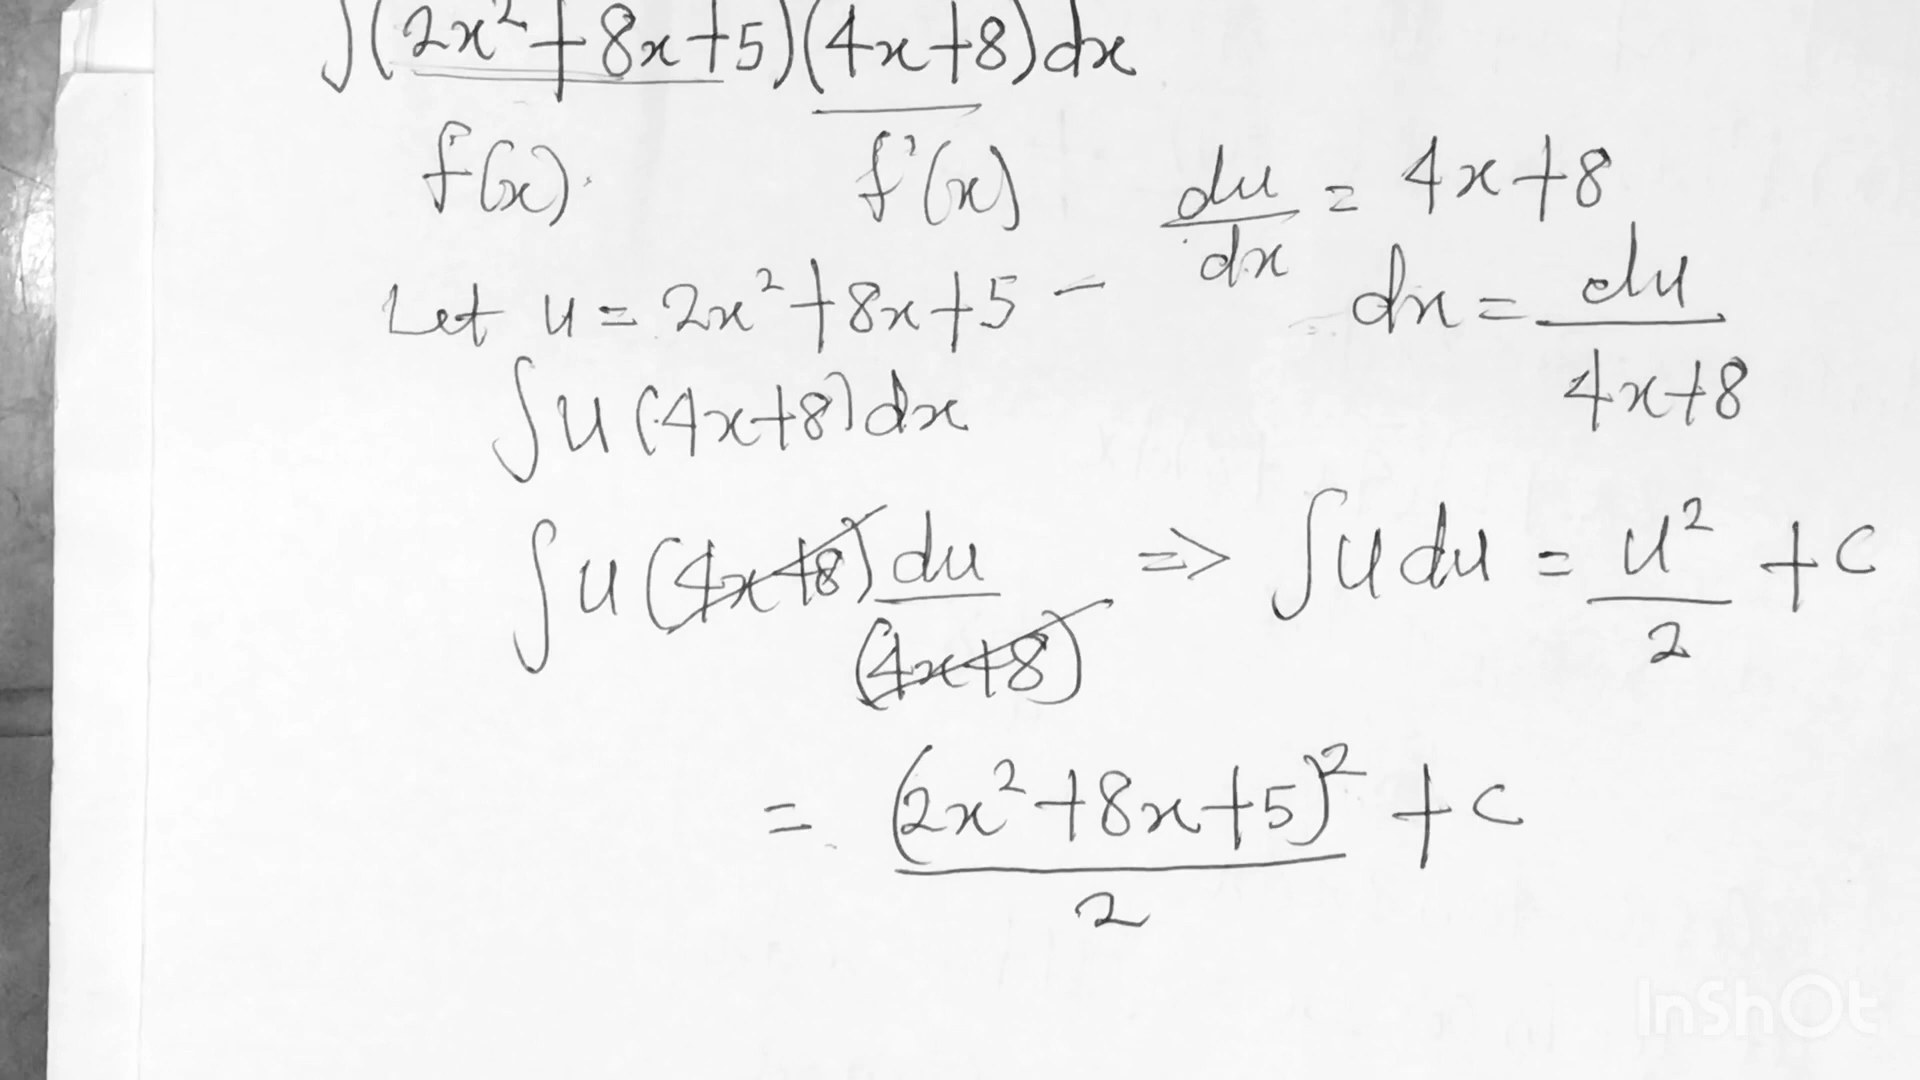 ∫(2x²+8x+5)(4x+8)dx
f(x). f'(x)
du/dx = 4x+8
Let u = 2x²+8x+5 -
dx = du/4x+8
∫u(4x+8)dx
∫u(4x+8)du/(4x+8) => ∫u du = u²/2 + c
= (2x²+8x+5)²/2 + c
InShOt